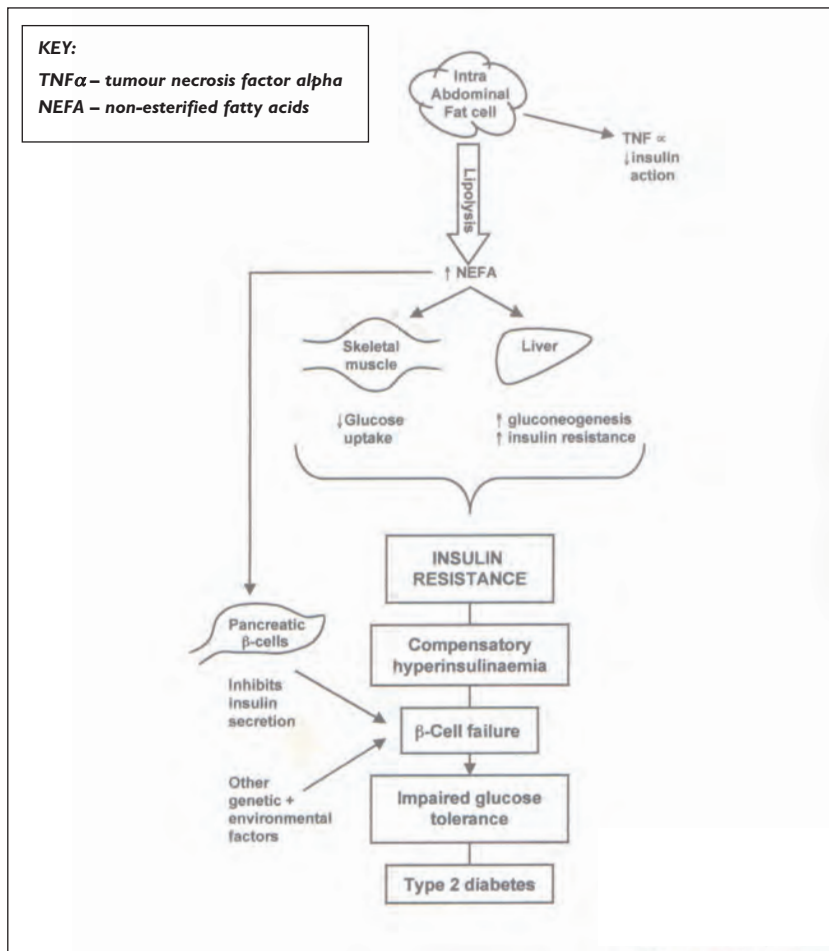 KEY:
TNFα – tumour necrosis factor alpha
NEFA – non-esterified fatty acids
Intra
Abdominal
Fat cell
TNF ∝
↓insulin
action
Lipolysis
↑ NEFA
Skeletal
muscle
Liver
↓Glucose
uptake
↑ gluconeogenesis
↑ insulin resistance
INSULIN
RESISTANCE
Pancreatic
β-cells
Compensatory
hyperinsulinaemia
Inhibits
insulin
secretion
β-Cell failure
Other
genetic +
environmental
factors
Impaired glucose
tolerance
Type 2 diabetes